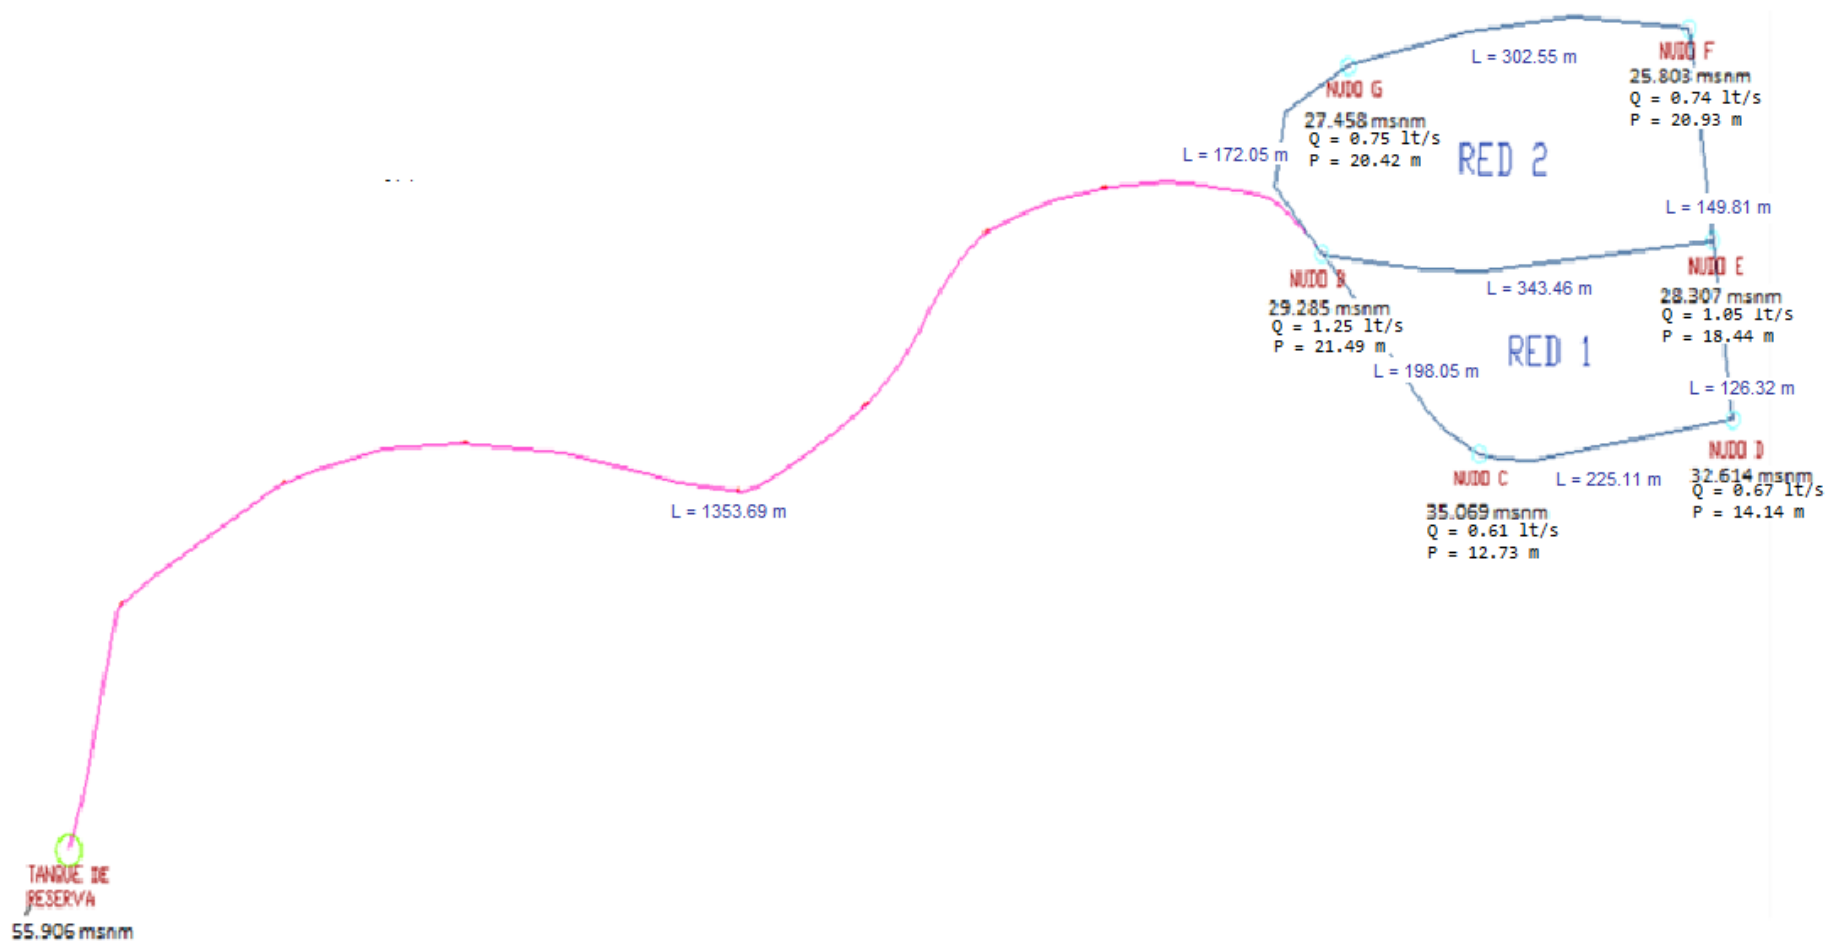 L = 302.55 m
NUDO F
25.803 msnm
Q = 0.74 lt/s
P = 20.93 m
NUDO G
27.458 msnm
Q = 0.75 lt/s
P = 20.42 m
L = 172.05 m
RED 2
L = 149.81 m
NUDO B
29.285 msnm
Q = 1.25 lt/s
P = 21.49 m
L = 343.46 m
NUDO E
28.307 msnm
Q = 1.05 lt/s
P = 18.44 m
RED 1
L = 198.05 m
L = 126.32 m
NUDO C
35.069 msnm
Q = 0.61 lt/s
P = 12.73 m
L = 225.11 m
NUDO D
32.614 msnm
Q = 0.67 lt/s
P = 14.14 m
L = 1353.69 m
TANQUE DE
RESERVA
55.906 msnm